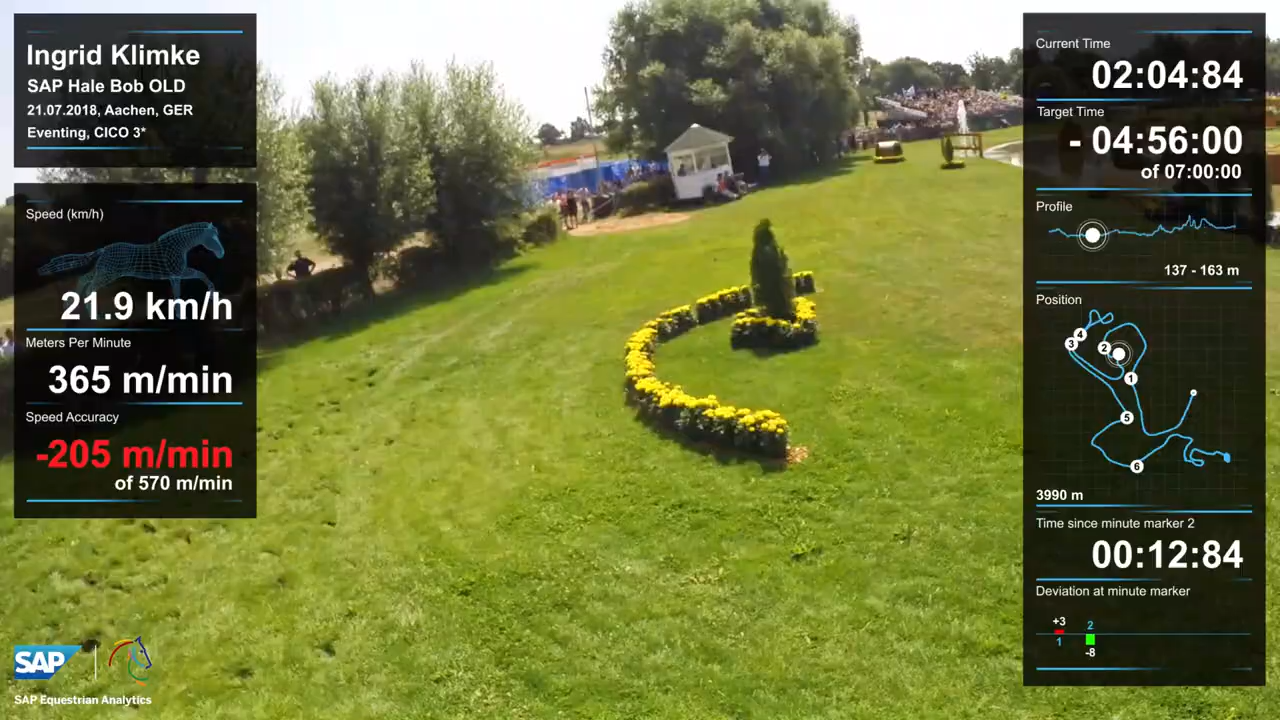 Ingrid Klimke
SAP Hale Bob OLD
21.07.2018, Aachen, GER
Eventing, CICO 3*
Speed (km/h)
21.9 km/h
Meters Per Minute
365 m/min
Speed Accuracy
-205 m/min
of 570 m/min
SAP
SAP Equestrian Analytics
Current Time
02:04:84
Target Time
- 04:56:00
of 07:00:00
Profile
137 - 163 m
Position
4
3
2
1
5
6
3990 m
Time since minute marker 2
00:12:84
Deviation at minute marker
+3 2
1 -8